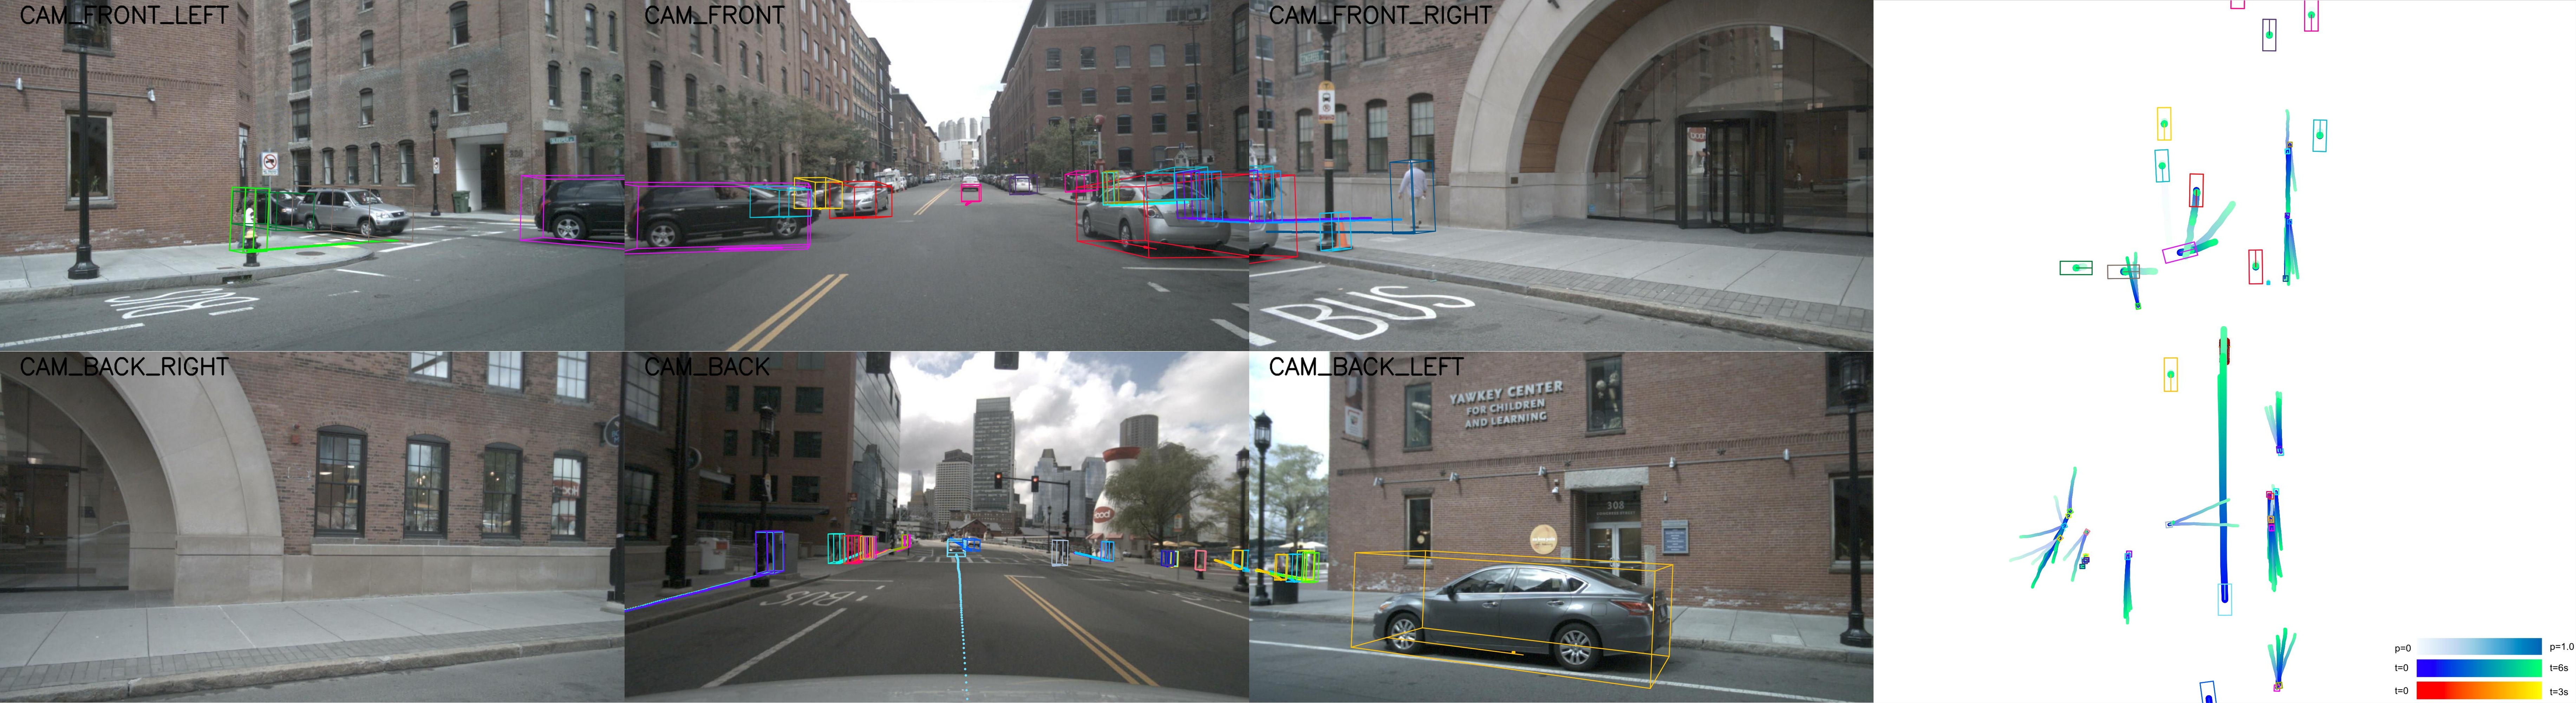 CAM_FRONT_LEFT
CAM_FRONT
CAM_FRONT_RIGHT
BUS
BUS
CAM_BACK_RIGHT
CAM_BACK
CAM_BACK_LEFT
YAWKEY CENTER
FOR CHILDREN
AND LEARNING
308
BUS
p=0
p=1.0
t=0
t=6s
t=0
t=3s